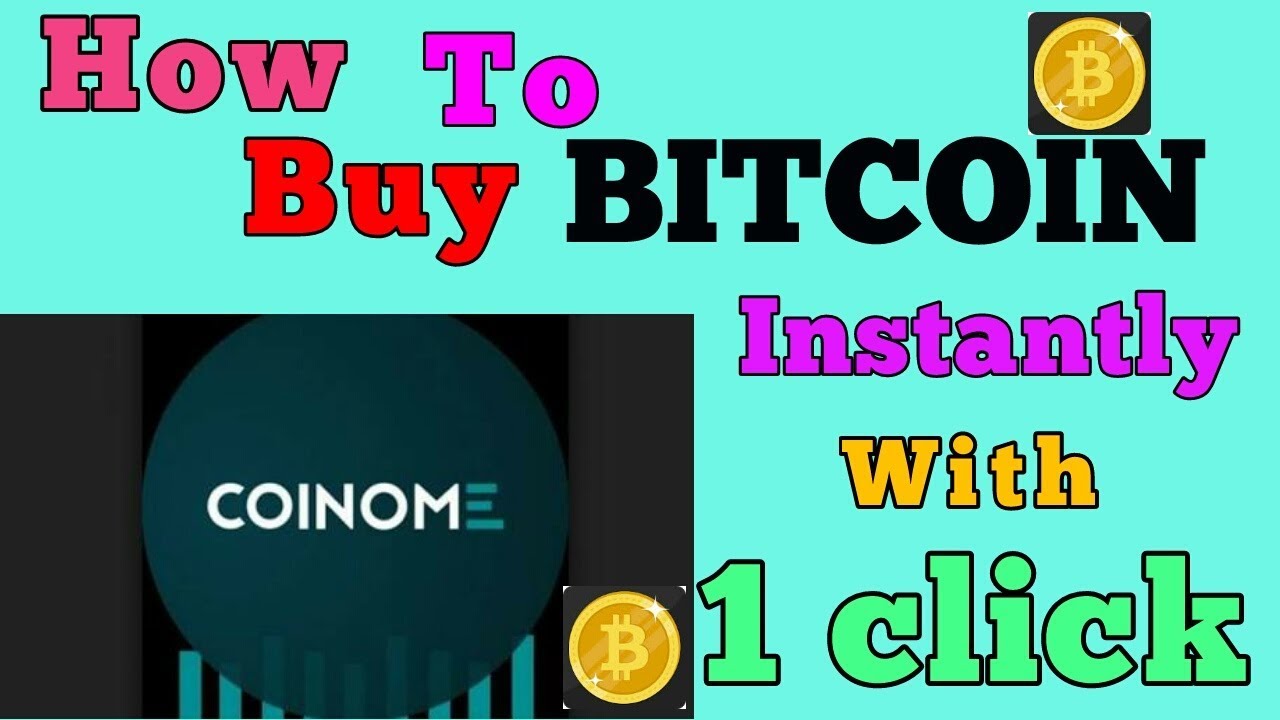 How To
Buy BITCOIN
Instantly
With
1 click
COINOME